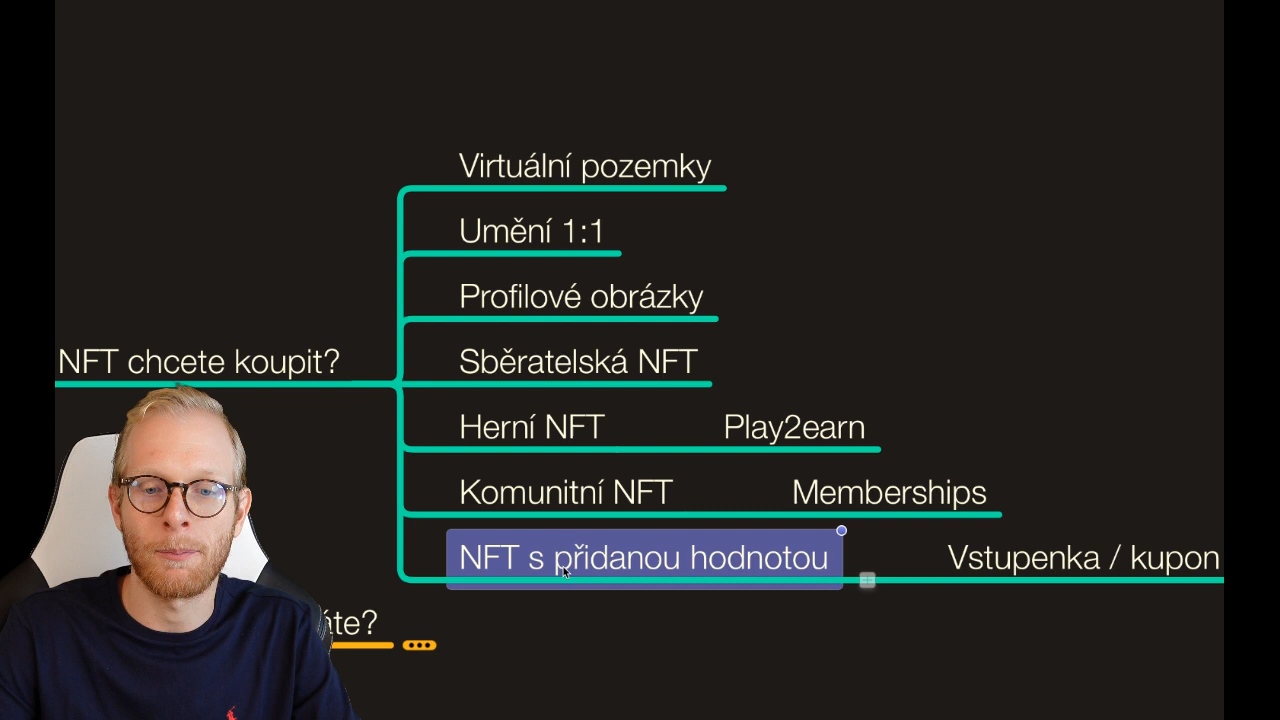 Virtuální pozemky
Umění 1:1
Profilové obrázky
NFT chcete koupit?
Sběratelská NFT
Herní NFT Play2earn
Komunitní NFT Memberships
NFT s přidanou hodnotou Vstupenka / kupon